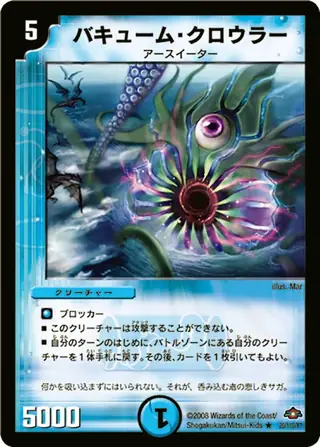 5
バキューム・クロウラー
アースイーター
illus. Mar
クリーチャー
ブロッカー
■このクリーチャーは攻撃することができない。
■自分のターンのはじめに、バトルゾーンにある自分のクリー
チャーを1体手札に戻す。その後、カードを1枚引いてもよい。
何かを吸い込まずにはいられない。それが、呑み込む虚の悲しきサガ。
5000
©2008 Wizards of the Coast/
Shogakukan/Mitsui-Kids